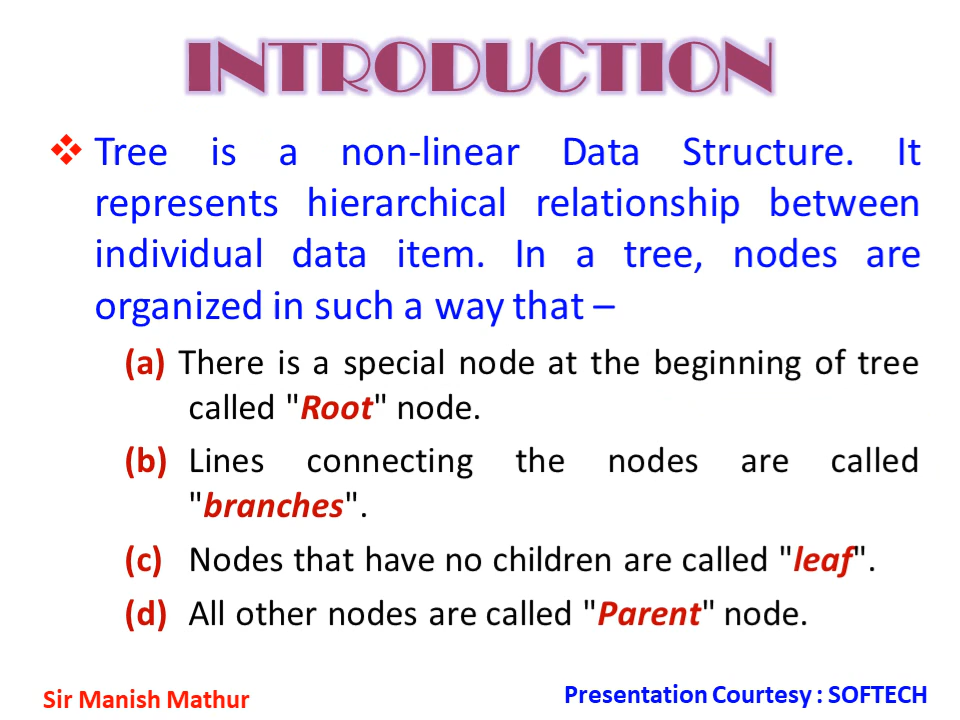 INTRODUCTION
❖ Tree is a non-linear Data Structure. It
represents hierarchical relationship between
individual data item. In a tree, nodes are
organized in such a way that –
(a) There is a special node at the beginning of tree
called "Root" node.
(b) Lines connecting the nodes are called
"branches".
(c) Nodes that have no children are called "leaf".
(d) All other nodes are called "Parent" node.
Sir Manish Mathur
Presentation Courtesy : SOFTECH